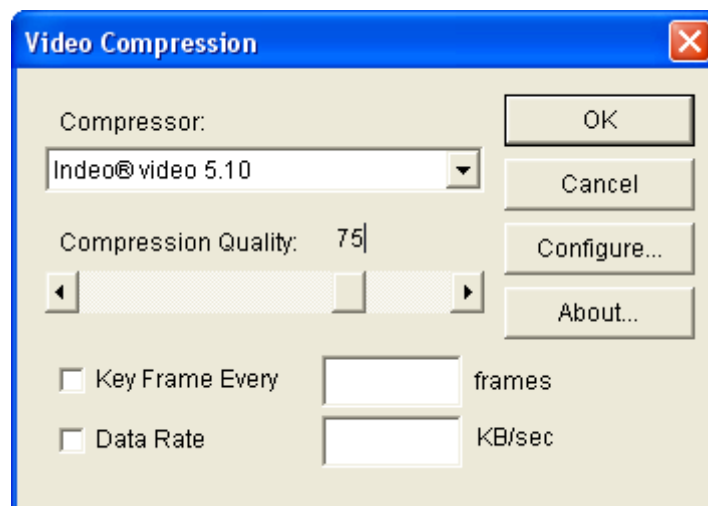 Video Compression
Compressor:
Indeo® video 5.10
Compression Quality: 75
Key Frame Every frames
Data Rate KB/sec
OK
Cancel
Configure...
About...